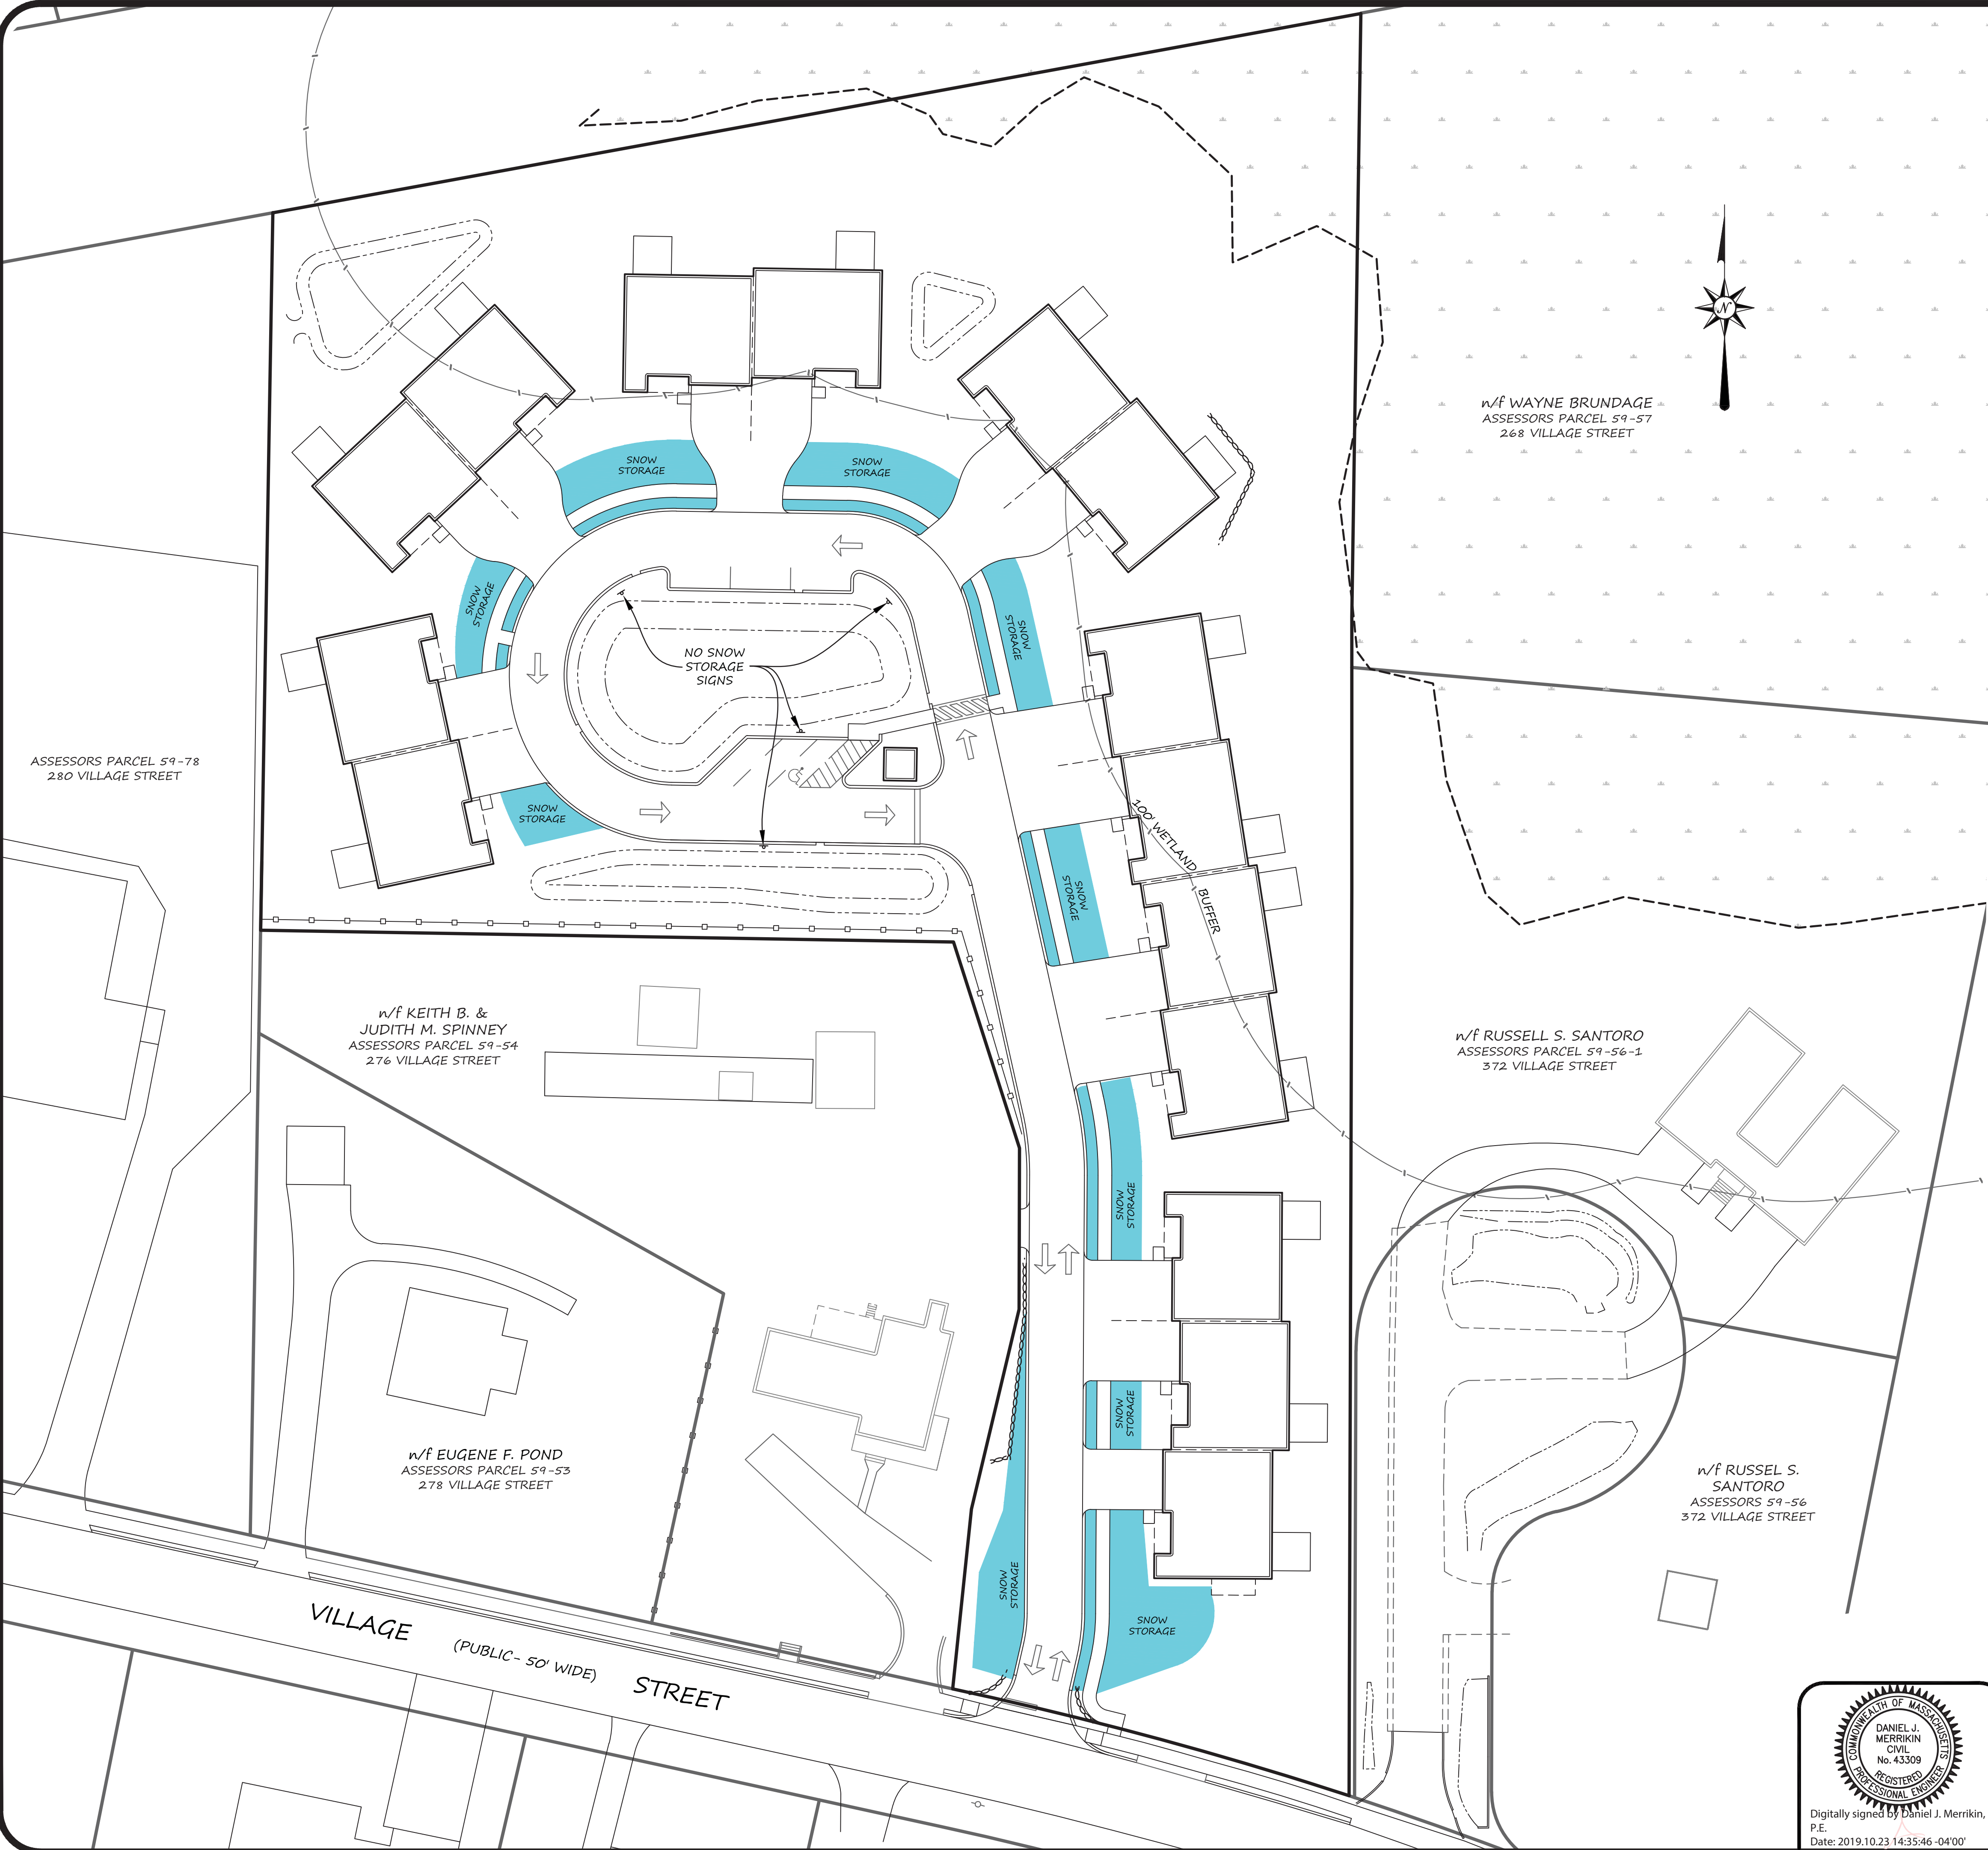 n/f WAYNE BRUNDAGE
ASSESSORS PARCEL 59-57
268 VILLAGE STREET
N
SNOW
STORAGE
SNOW
STORAGE
SNOW
STORAGE
SNOW
STORAGE
NO SNOW
STORAGE
SIGNS
ASSESSORS PARCEL 59-78
280 VILLAGE STREET
SNOW
STORAGE
100' WETLAND
BUFFER
SNOW
STORAGE
n/f KEITH B. &
JUDITH M. SPINNEY
ASSESSORS PARCEL 59-54
276 VILLAGE STREET
n/f RUSSELL S. SANTORO
ASSESSORS PARCEL 59-56-1
372 VILLAGE STREET
SNOW
STORAGE
SNOW
STORAGE
n/f EUGENE F. POND
ASSESSORS PARCEL 59-53
278 VILLAGE STREET
n/f RUSSEL S.
SANTORO
ASSESSORS 59-56
372 VILLAGE STREET
SNOW
STORAGE
SNOW
STORAGE
VILLAGE
(PUBLIC- 50' WIDE)
STREET
COMMONWEALTH OF MASSACHUSETTS
DANIEL J.
MERRIKIN
CIVIL
No. 43309
REGISTERED
PROFESSIONAL ENGINEER
Digitally signed by Daniel J. Merrikin,
P.E.
Date: 2019.10.23 14:35:46 -04'00'